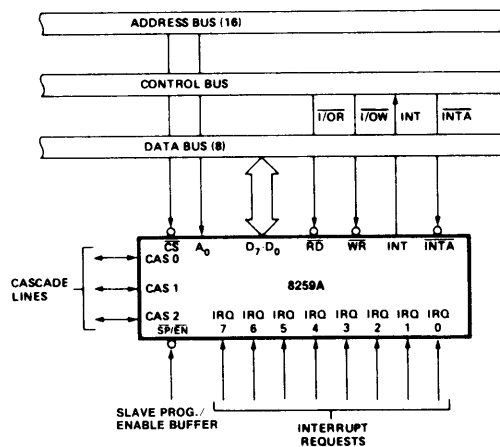 ADDRESS BUS (16)
CONTROL BUS
I/OR I/OW INT INTA
DATA BUS (8)
CS A0 D7-D0 RD WR INT INTA
CAS 0
CASCADE LINES
CAS 1
8259A
CAS 2
SP/EN
IRQ 7 IRQ 6 IRQ 5 IRQ 4 IRQ 3 IRQ 2 IRQ 1 IRQ 0
SLAVE PROG./
ENABLE BUFFER
INTERRUPT
REQUESTS